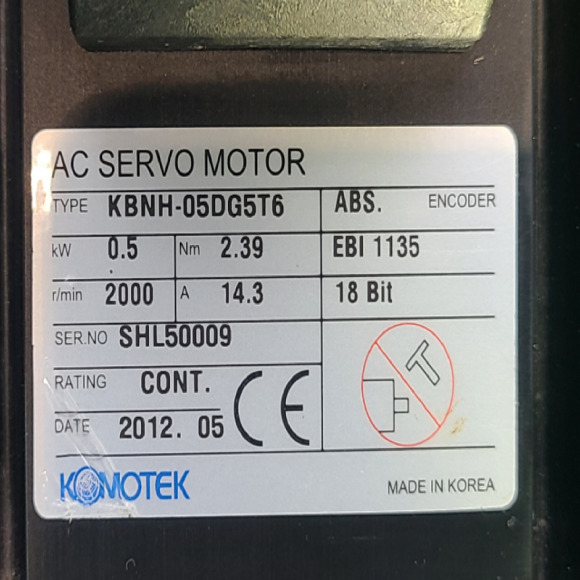 AC SERVO MOTOR
TYPE KBNH-05DG5T6 ABS. ENCODER
kW 0.5 Nm 2.39 EBI 1135
r/min 2000 A 14.3 18 Bit
SER.NO SHL50009
RATING CONT.
DATE 2012. 05 CE
KOMOTEK MADE IN KOREA